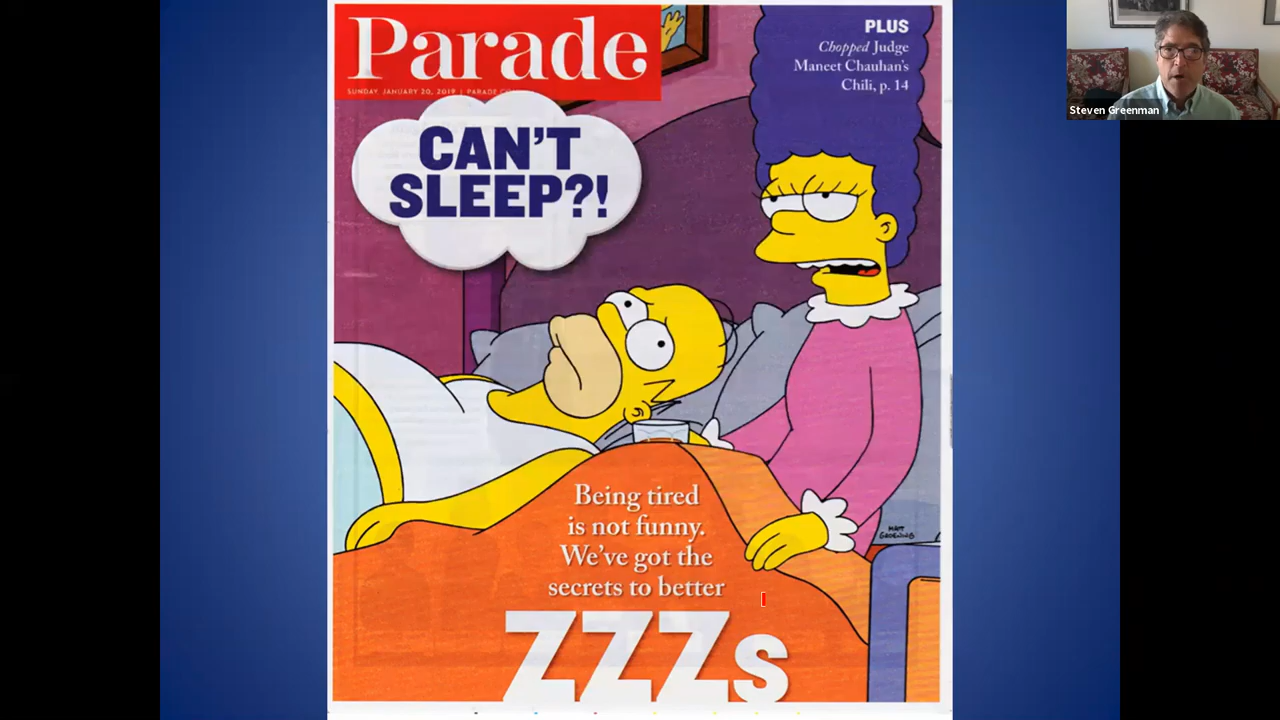 Parade
SUNDAY, JANUARY 20, 2019 | PARADE
PLUS
Chopped Judge
Maneet Chauhan's
Chili, p. 14
Steven Greenman
CAN'T
SLEEP?!
Being tired
is not funny.
We've got the
secrets to better
ZZZs
MATT
GROENING